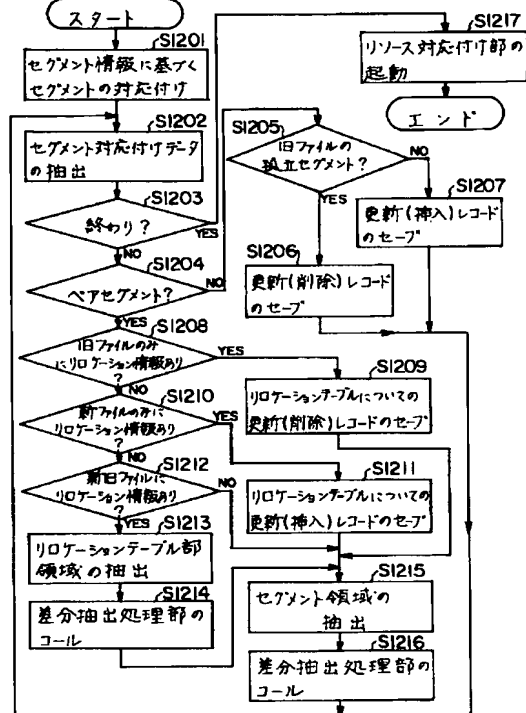 スタート
S1201
セグメント情報に基づく
セグメントの対応付け
S1202
セグメント対応付けデータ
の抽出
S1203
終わり?
YES
NO
S1204
ペアセグメント?
NO
YES
S1205
旧ファイルの
孤立セグメント?
NO
YES
S1206
更新(削除)レコード
のセーブ
S1207
更新(挿入)レコード
のセーブ
S1208
旧ファイルのみ
にリロケーション情報あり
?
YES
NO
S1209
リロケーションテーブルについての
更新(削除)レコードのセーブ
S1210
新ファイルのみに
リロケーション情報あり
?
YES
NO
S1211
リロケーションテーブルについての
更新(挿入)レコードのセーブ
S1212
新旧ファイルに
リロケーション情報あり
?
NO
YES
S1213
リロケーションテーブル部
領域の抽出
S1214
差分抽出処理部の
コール
S1215
セグメント領域の
抽出
S1216
差分抽出処理部の
コール
S1217
リソース対応付け部の
起動
エンド